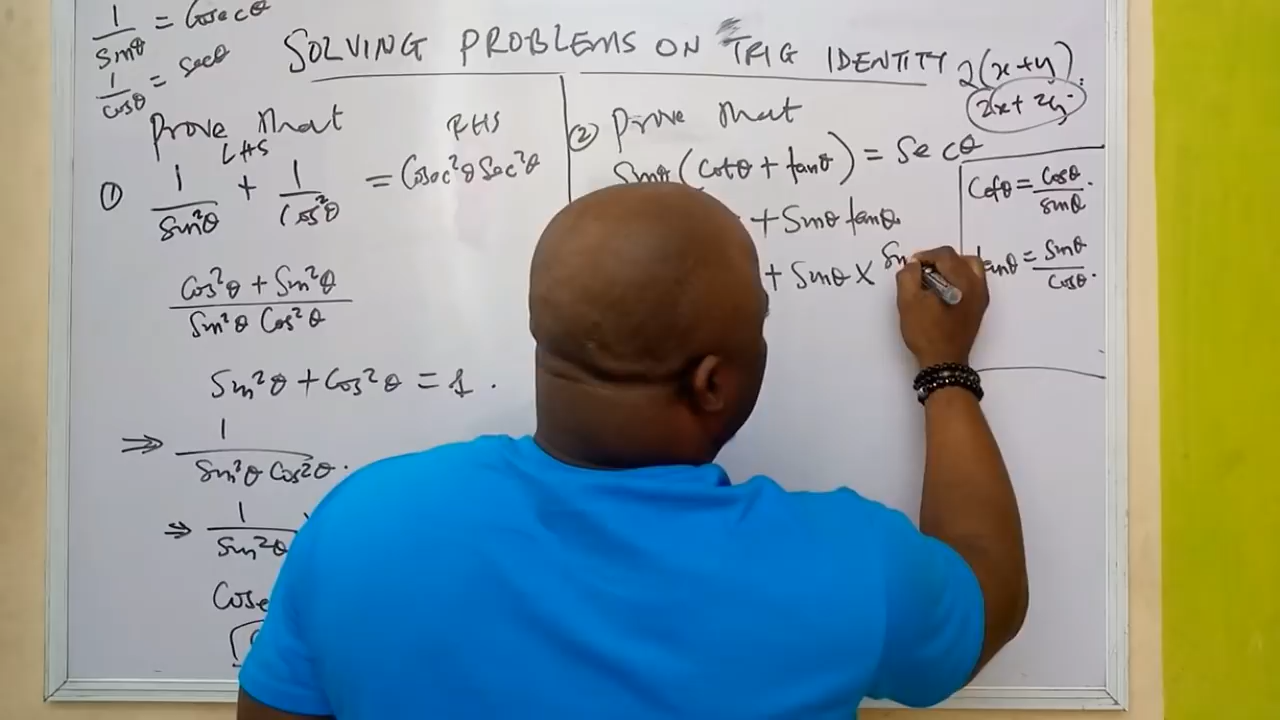 1/sinθ = Cosecθ
1/cosθ = secθ
SOLVING PROBLEMS ON TRIG IDENTITY
2(x+y).
2x+2y.
Prove that
LHS
RHS
① 1/Sin²θ + 1/Cos²θ = Cosec²θ Sec²θ
Cos²θ + Sin²θ / Sin²θ Cos²θ
Sin²θ + Cos²θ = 1.
⇒ 1/Sin²θ Cos²θ.
⇒ 1/Sin²θ
Cose
② Prove that
Sinθ(Cotθ + tanθ) = Secθ
+ Sinθ tanθ
+ Sinθ × Sin
Cotθ = Cosθ/Sinθ.
tanθ = Sinθ/Cosθ.